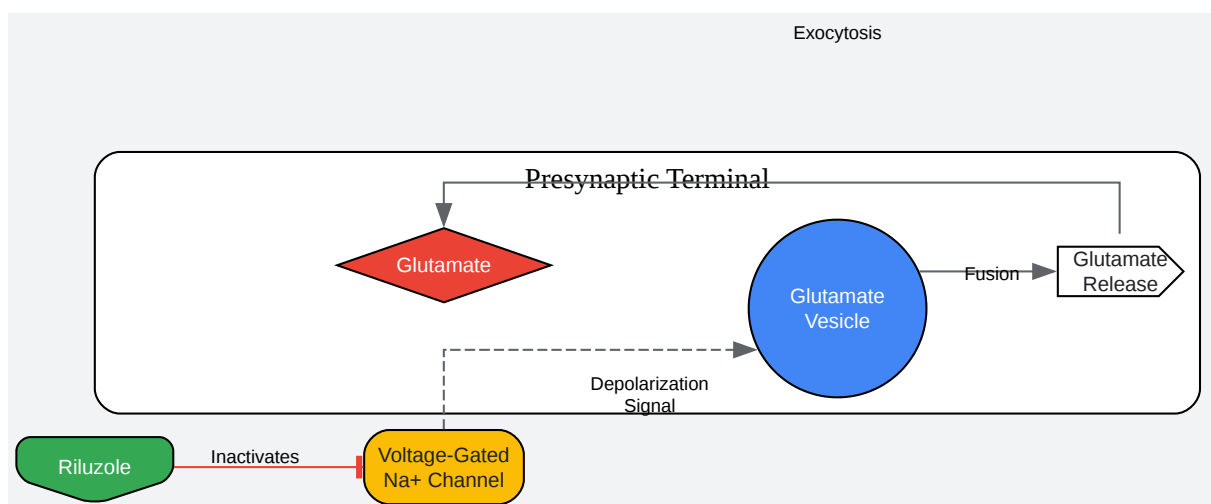 Exocytosis
Presynaptic Terminal
Glutamate
Glutamate
Vesicle
Fusion
Glutamate
Release
Depolarization
Signal
Riluzole
Inactivates
Voltage-Gated
Na+ Channel